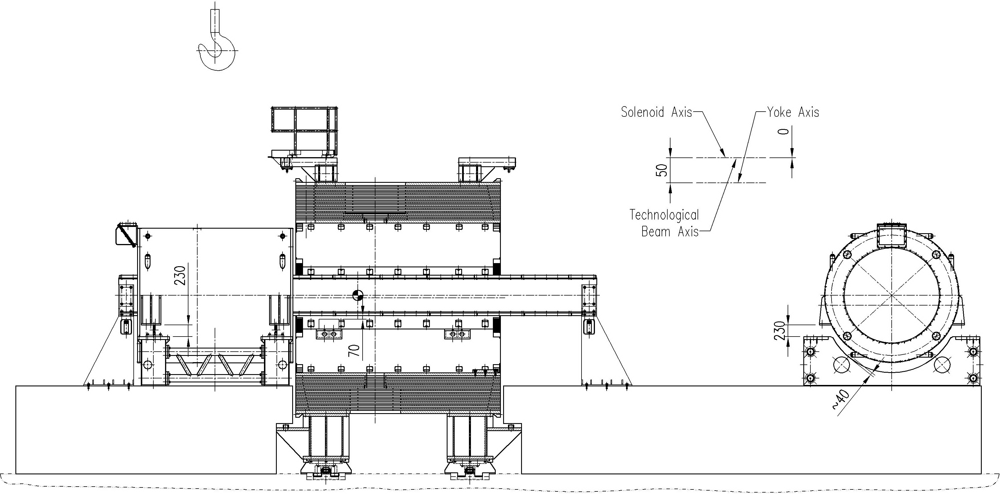 Solenoid Axis
Yoke Axis
0
50
Technological
Beam Axis
230
70
230
~40